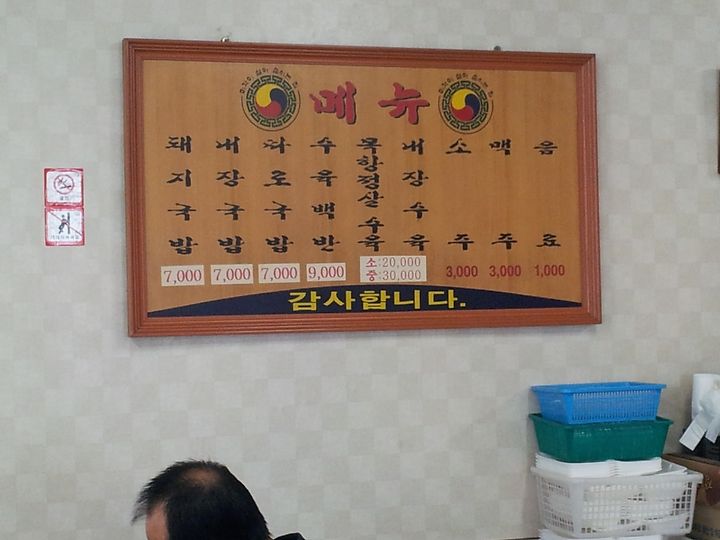 메뉴
돼지국밥
내장국밥
따로국밥
수육백반
목항정살수육
내장수육
소주
맥주
음료
7,000
7,000
7,000
9,000
소:20,000
중:30,000
3,000
3,000
1,000
감사합니다.